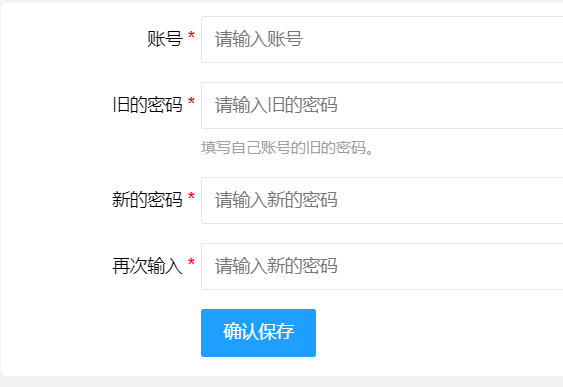 账号 * 请输入账号
旧的密码 * 请输入旧的密码
填写自己账号的旧的密码。
新的密码 * 请输入新的密码
再次输入 * 请输入新的密码
确认保存